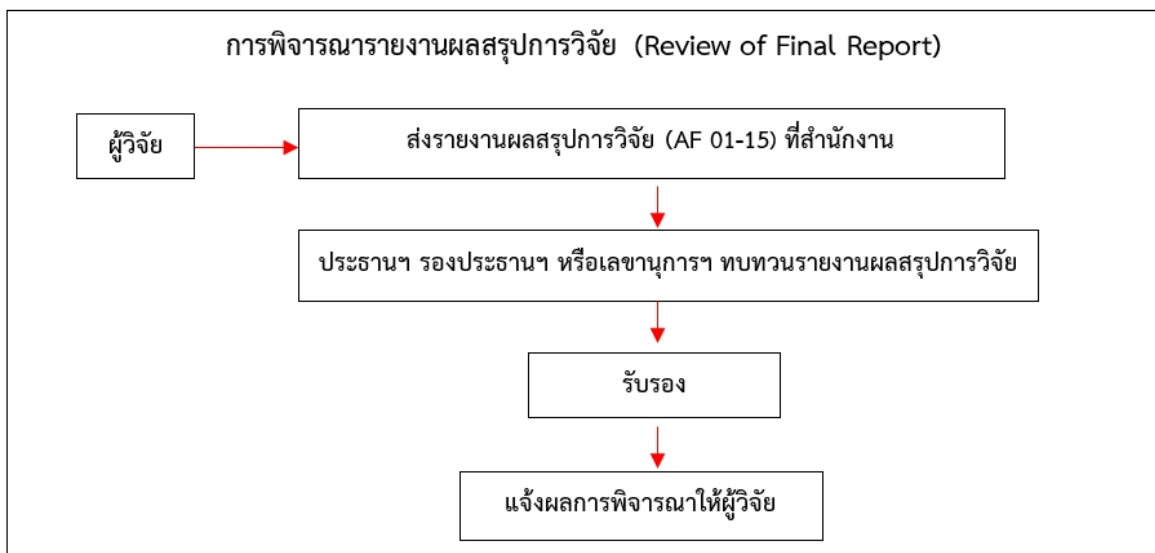 การพิจารณารายงานผลสรุปการวิจัย (Review of Final Report)
ผู้วิจัย
ส่งรายงานผลสรุปการวิจัย (AF 01-15) ที่สำนักงาน
ประธานฯ รองประธานฯ หรือเลขานุการฯ ทบทวนรายงานผลสรุปการวิจัย
รับรอง
แจ้งผลการพิจารณาให้ผู้วิจัย